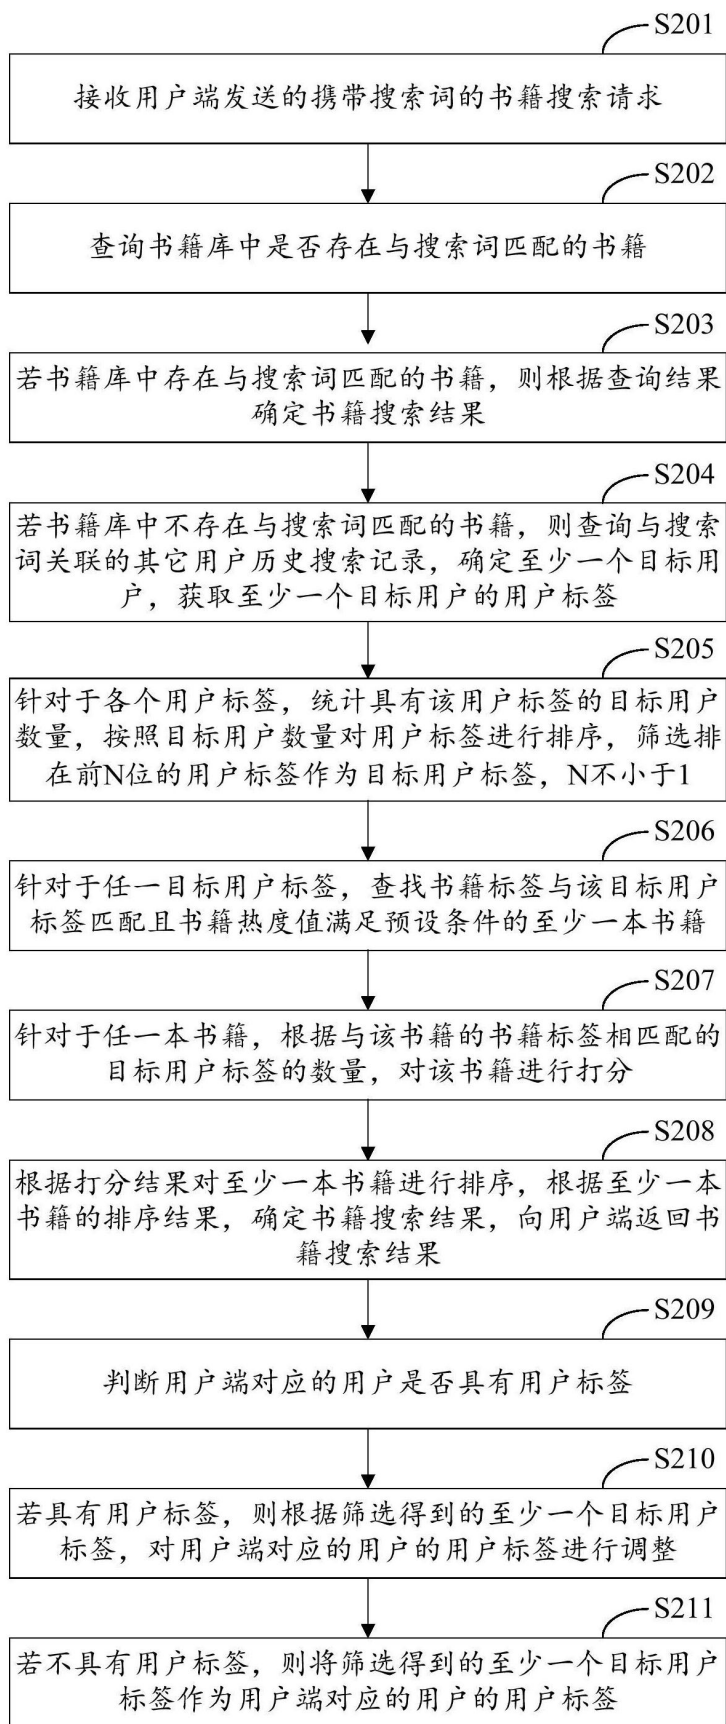 S201
接收用户端发送的携带搜索词的书籍搜索请求
S202
查询书籍库中是否存在与搜索词匹配的书籍
S203
若书籍库中存在与搜索词匹配的书籍，则根据查询结果
确定书籍搜索结果
S204
若书籍库中不存在与搜索词匹配的书籍，则查询与搜索
词关联的其它用户历史搜索记录，确定至少一个目标用
户，获取至少一个目标用户的用户标签
S205
针对于各个用户标签，统计具有该用户标签的目标用户
数量，按照目标用户数量对用户标签进行排序，筛选排
在前N位的用户标签作为目标用户标签，N不小于1
S206
针对于任一目标用户标签，查找书籍标签与该目标用户
标签匹配且书籍热度值满足预设条件的至少一本书籍
S207
针对于任一本书籍，根据与该书籍的书籍标签相匹配的
目标用户标签的数量，对该书籍进行打分
S208
根据打分结果对至少一本书籍进行排序，根据至少一本
书籍的排序结果，确定书籍搜索结果，向用户端返回书
籍搜索结果
S209
判断用户端对应的用户是否具有用户标签
S210
若具有用户标签，则根据筛选得到的至少一个目标用户
标签，对用户端对应的用户的用户标签进行调整
S211
若不具有用户标签，则将筛选得到的至少一个目标用户
标签作为用户端对应的用户的用户标签